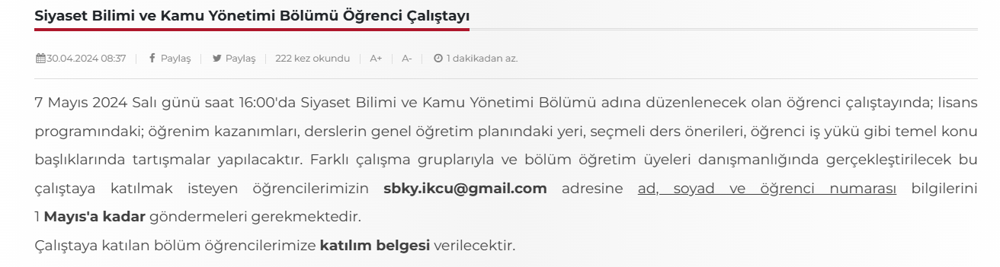 Siyaset Bilimi ve Kamu Yönetimi Bölümü Öğrenci Çalıştayı
30.04.2024 08:37 Paylaş Paylaş 222 kez okundu A+ A- 1 dakikadan az.
7 Mayıs 2024 Salı günü saat 16:00'da Siyaset Bilimi ve Kamu Yönetimi Bölümü adına düzenlenecek olan öğrenci çalıştayında; lisans
programındaki; öğrenim kazanımları, derslerin genel öğretim planındaki yeri, seçmeli ders önerileri, öğrenci iş yükü gibi temel konu
başlıklarında tartışmalar yapılacaktır. Farklı çalışma gruplarıyla ve bölüm öğretim üyeleri danışmanlığında gerçekleştirilecek bu
çalıştaya katılmak isteyen öğrencilerimizin sbky.ikcu@gmail.com adresine ad, soyad ve öğrenci numarası bilgilerini
1 Mayıs'a kadar göndermeleri gerekmektedir.
Çalıştaya katılan bölüm öğrencilerimize katılım belgesi verilecektir.